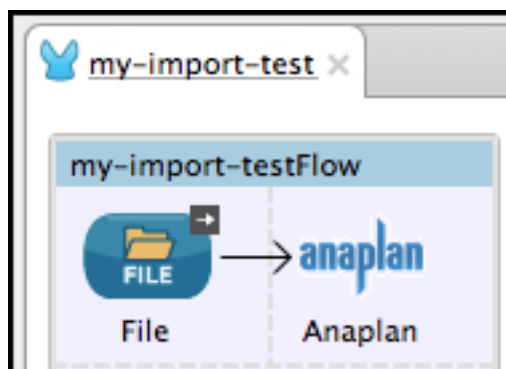 my-import-test
my-import-testFlow
FILE
anaplan
File
Anaplan